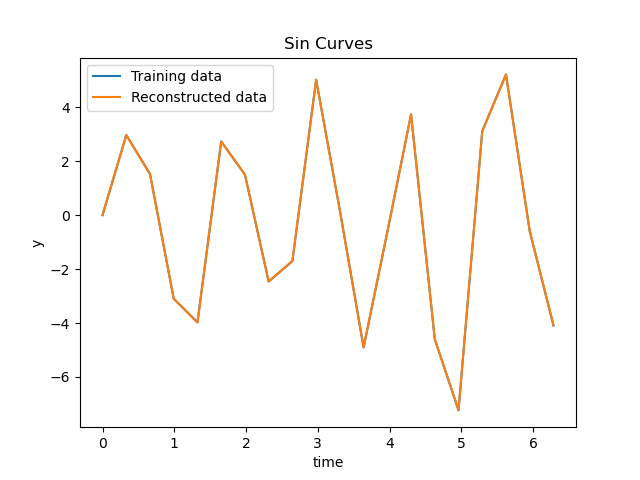 Sin Curves
Training data
Reconstructed data
4
2
0
−2
−4
−6
y
0 1 2 3 4 5 6
time